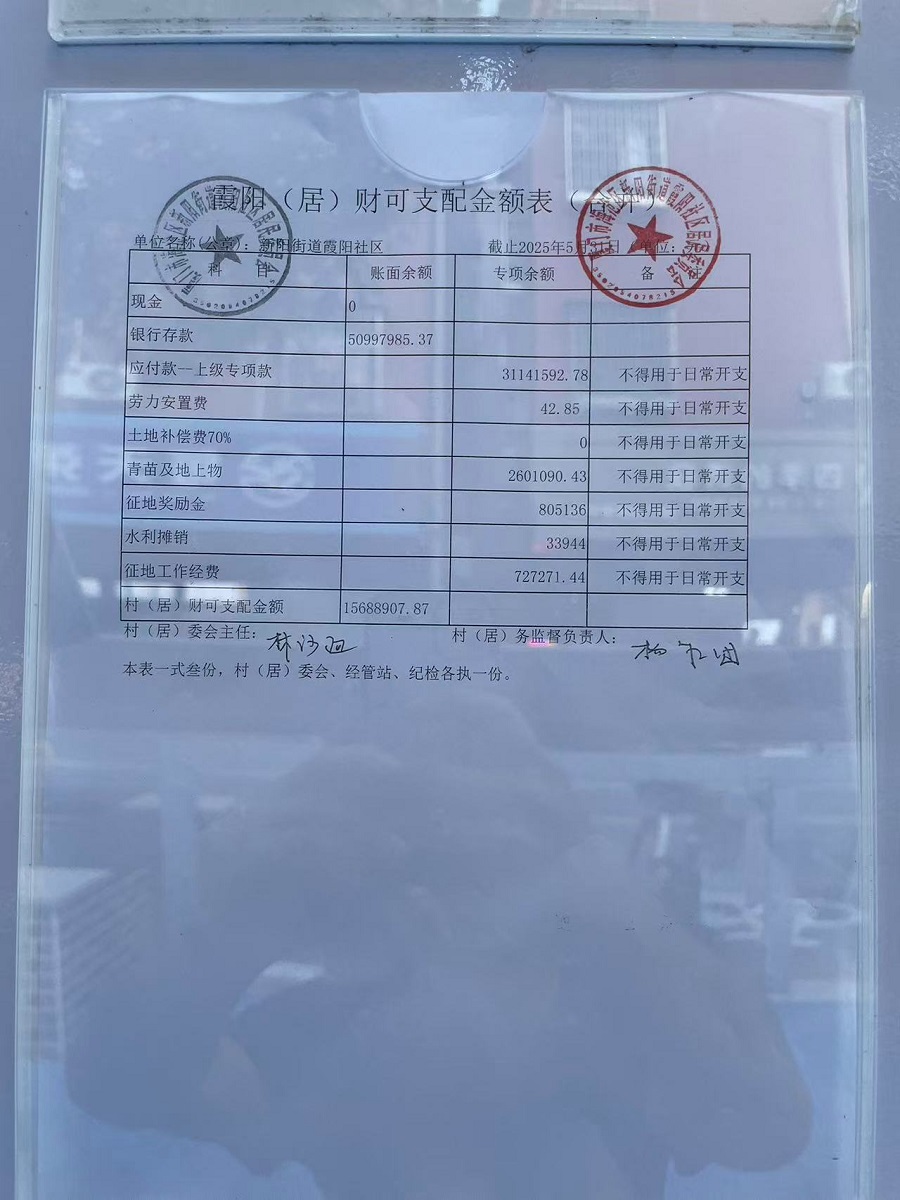 霞阳（居）财可支配金额表（合并）
单位名称(公章)：新阳街道霞阳社区 截止2025年5月31日 单位：
科 目 账面余额 专项余额 备 注
现金 0
银行存款 50997985.37
应付款—上级专项款 31141592.78 不得用于日常开支
劳力安置费 42.85 不得用于日常开支
土地补偿费70% 0 不得用于日常开支
青苗及地上物 2601090.43 不得用于日常开支
征地奖励金 805136 不得用于日常开支
水利摊销 33944 不得用于日常开支
征地工作经费 727271.44 不得用于日常开支
村（居）财可支配金额 15688907.87
村（居）委会主任： 村（居）务监督负责人：
本表一式叁份，村（居）委会、经管站、纪检各执一份。